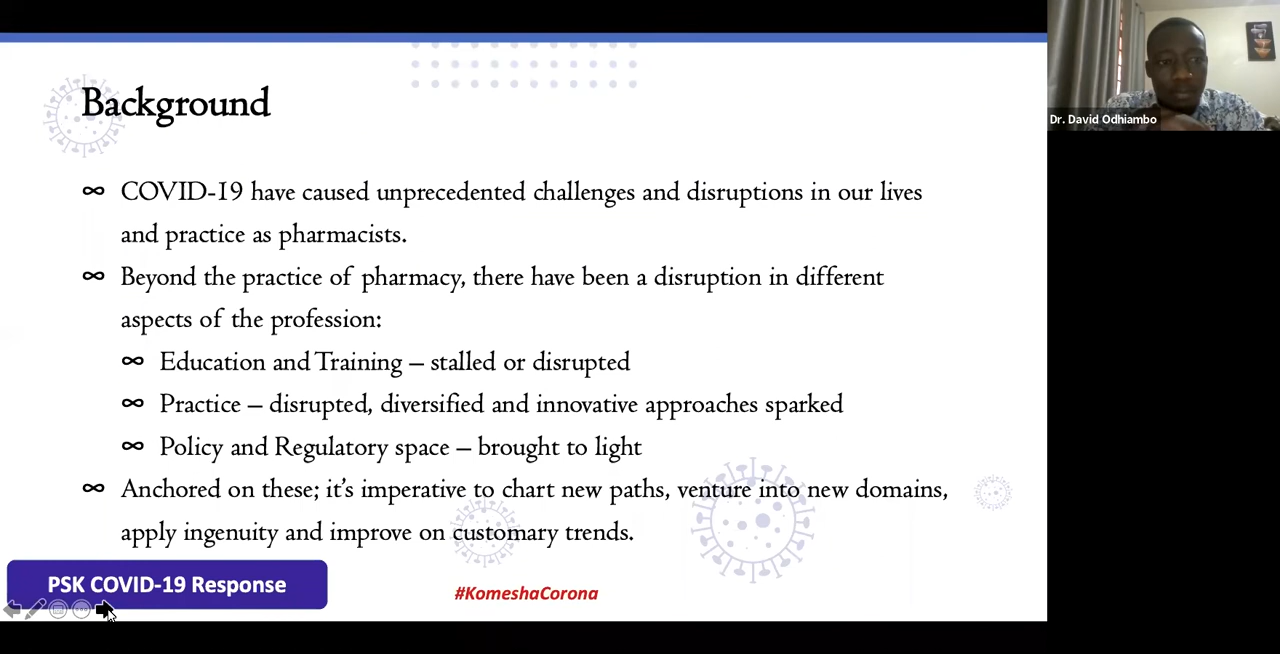 Background
∞ COVID-19 have caused unprecedented challenges and disruptions in our lives
and practice as pharmacists.
∞ Beyond the practice of pharmacy, there have been a disruption in different
aspects of the profession:
∞ Education and Training – stalled or disrupted
∞ Practice – disrupted, diversified and innovative approaches sparked
∞ Policy and Regulatory space – brought to light
∞ Anchored on these; it's imperative to chart new paths, venture into new domains,
apply ingenuity and improve on customary trends.
PSK COVID-19 Response
#KomeshaCorona
Dr. David Odhiambo